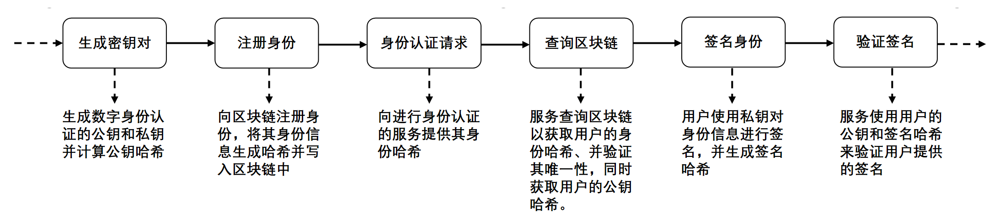 生成密钥对
注册身份
身份认证请求
查询区块链
签名身份
验证签名
生成数字身份认
证的公钥和私钥
并计算公钥哈希
向区块链注册身
份，将其身份信
息生成哈希并写
入区块链中
向进行身份认证
的服务提供其身
份哈希
服务查询区块链
以获取用户的身
份哈希、并验证
其唯一性，同时
获取用户的公钥
哈希。
用户使用私钥对
身份信息进行签
名，并生成签名
哈希
服务使用用户的
公钥和签名哈希
来验证用户提供
的签名